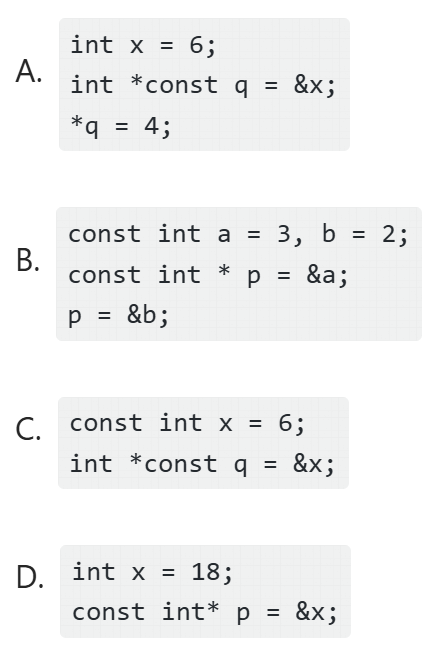 A.
int x = 6;
int *const q = &x;
*q = 4;
B.
const int a = 3, b = 2;
const int * p = &a;
p = &b;
C.
const int x = 6;
int *const q = &x;
D.
int x = 18;
const int* p = &x;